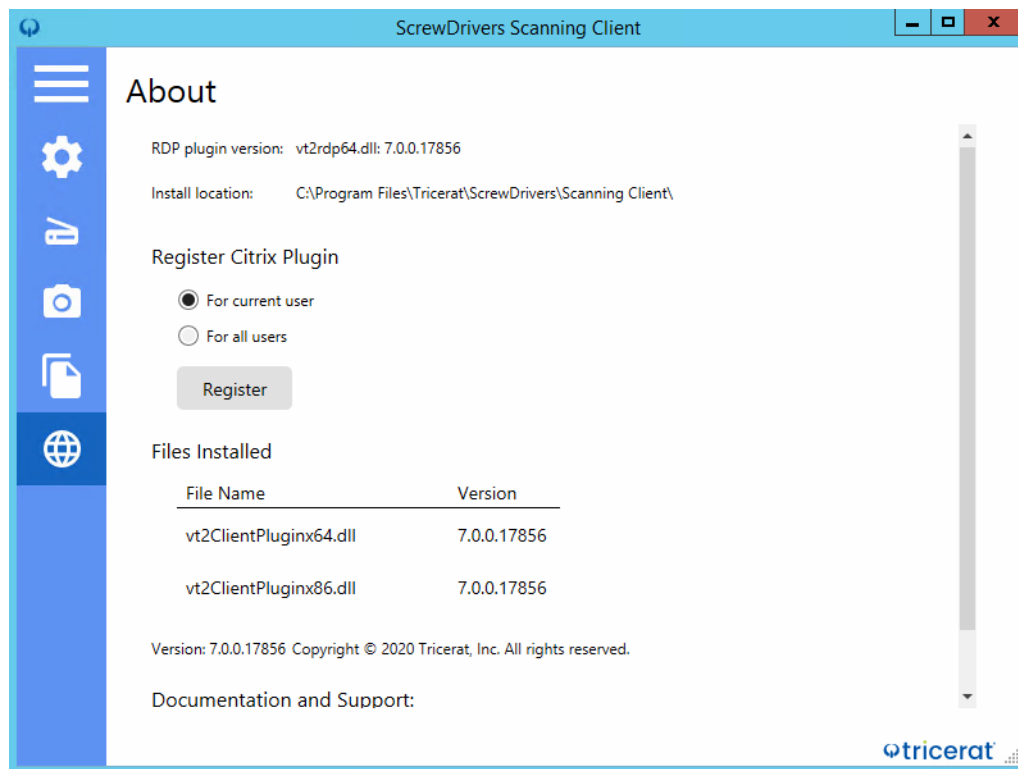 ScrewDrivers Scanning Client
About
RDP plugin version: vt2rdp64.dll: 7.0.0.17856
Install location: C:\Program Files\Tricerat\ScrewDrivers\Scanning Client\
Register Citrix Plugin
For current user
For all users
Register
Files Installed
File Name Version
vt2ClientPluginx64.dll 7.0.0.17856
vt2ClientPluginx86.dll 7.0.0.17856
Version: 7.0.0.17856 Copyright © 2020 Tricerat, Inc. All rights reserved.
Documentation and Support:
tricerat